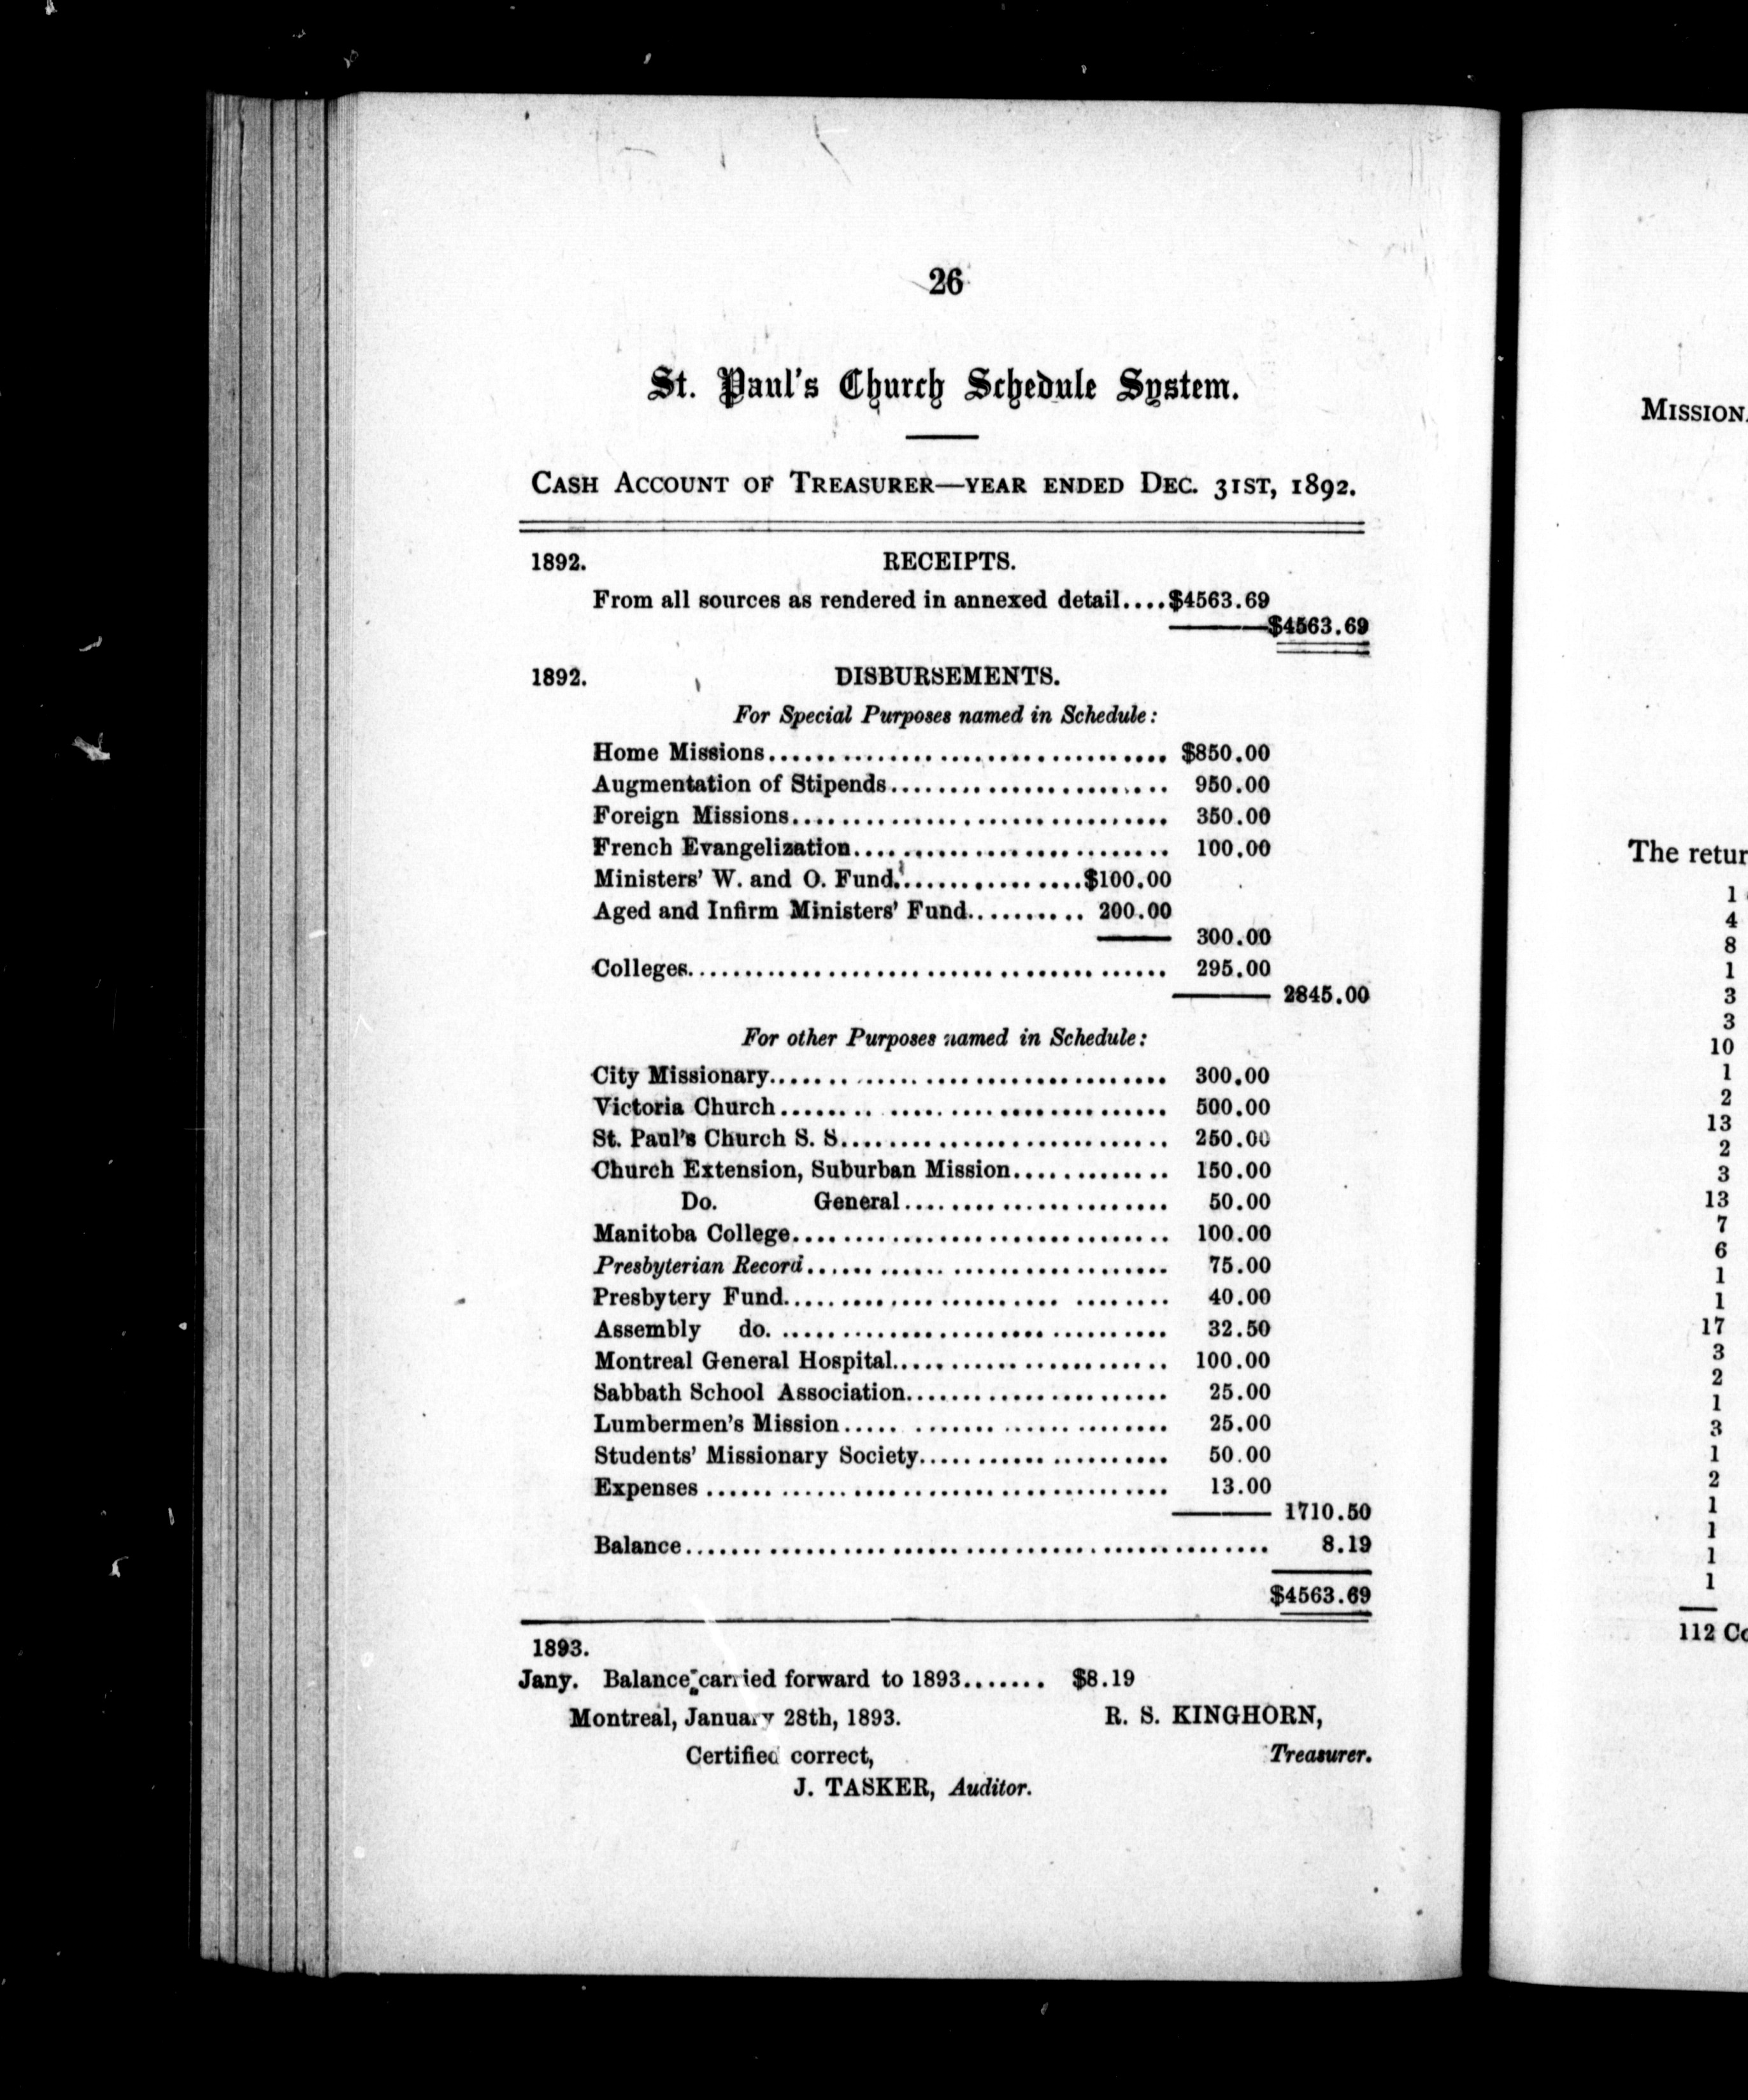 26
St. Paul's Church Schedule System.
CASH ACCOUNT OF TREASURER—YEAR ENDED DEC. 31ST, 1892.
1892. RECEIPTS.
From all sources as rendered in annexed detail....$4563.69
$4563.69
1892. DISBURSEMENTS.
For Special Purposes named in Schedule:
Home Missions.................................. $850.00
Augmentation of Stipends........................ 950.00
Foreign Missions................................ 350.00
French Evangelization........................... 100.00
Ministers' W. and O. Fund................$100.00
Aged and Infirm Ministers' Fund.......... 200.00
300.00
Colleges........................................ 295.00
2845.00
For other Purposes named in Schedule:
City Missionary................................. 300.00
Victoria Church................................. 500.00
St. Paul's Church S. S............................ 250.00
Church Extension, Suburban Mission............. 150.00
Do. General....................... 50.00
Manitoba College................................ 100.00
Presbyterian Record............................... 75.00
Presbytery Fund................................. 40.00
Assembly do. .................................. 32.50
Montreal General Hospital........................ 100.00
Sabbath School Association....................... 25.00
Lumbermen's Mission............................ 25.00
Students' Missionary Society...................... 50.00
Expenses ....................................... 13.00
1710.50
Balance.................................................. 8.19
$4563.69
1893.
Jany. Balance carried forward to 1893....... $8.19
Montreal, January 28th, 1893. R. S. KINGHORN,
Certified correct, Treasurer.
J. TASKER, Auditor.
MISSION
The retur
1
4
8
1
3
3
10
1
2
13
2
3
13
7
6
1
1
17
3
2
1
3
1
2
1
1
1
1
112 Co